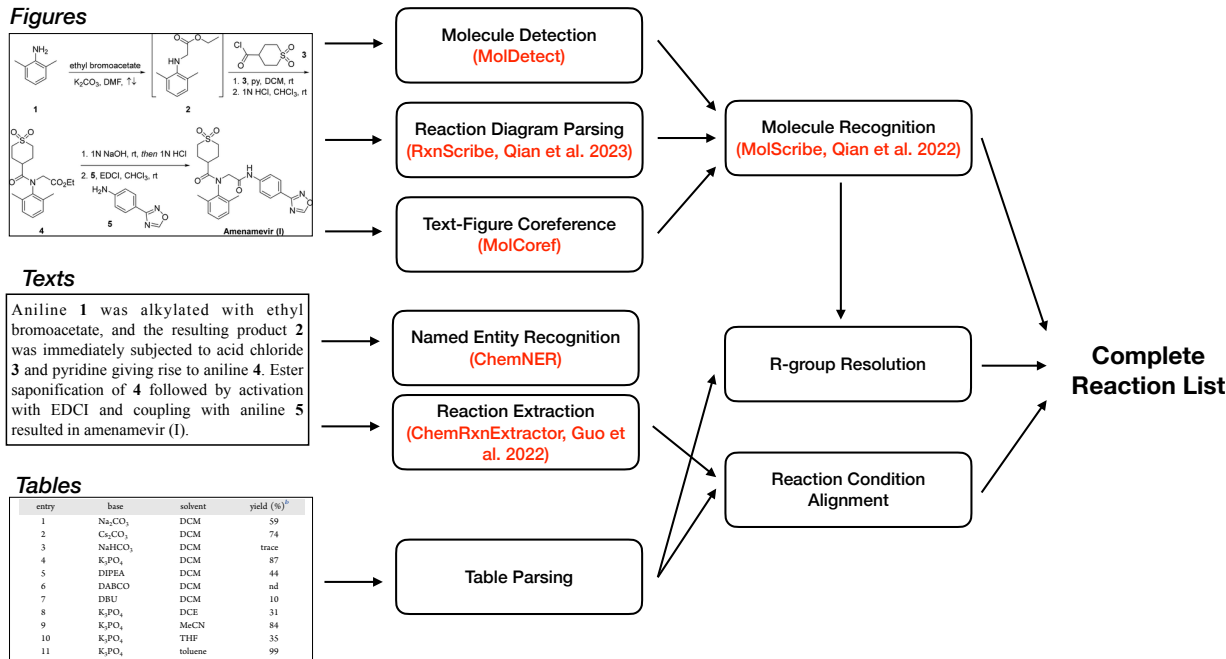 Figures
NH₂
1
ethyl bromoacetate
K₂CO₃, DMF, ↑↓
O
O
HN
2
Cl
O
O
S
O
3
1. 3, py, DCM, rt
2. 1N HCl, CHCl₃, rt
O
O
S
O
N
CO₂Et
4
1. 1N NaOH, rt, then 1N HCl
2. 5, EDCI, CHCl₃, rt
H₂N
N
O
N
5
O
O
S
O
N
O
H
N
N
O
N
Amenamevir (I)
Texts
Aniline 1 was alkylated with ethyl
bromoacetate, and the resulting product 2
was immediately subjected to acid chloride
3 and pyridine giving rise to aniline 4. Ester
saponification of 4 followed by activation
with EDCI and coupling with aniline 5
resulted in amenamevir (I).
Tables
entry base solvent yield (%)ᵇ
1 Na₂CO₃ DCM 59
2 Cs₂CO₃ DCM 74
3 NaHCO₃ DCM trace
4 K₃PO₄ DCM 87
5 DIPEA DCM 44
6 DABCO DCM nd
7 DBU DCM 10
8 K₃PO₄ DCE 31
9 K₃PO₄ MeCN 84
10 K₃PO₄ THF 35
11 K₃PO₄ toluene 99
Molecule Detection
(MolDetect)
Reaction Diagram Parsing
(RxnScribe, Qian et al. 2023)
Text-Figure Coreference
(MolCoref)
Named Entity Recognition
(ChemNER)
Reaction Extraction
(ChemRxnExtractor, Guo et
al. 2022)
Table Parsing
Molecule Recognition
(MolScribe, Qian et al. 2022)
R-group Resolution
Reaction Condition
Alignment
Complete
Reaction List